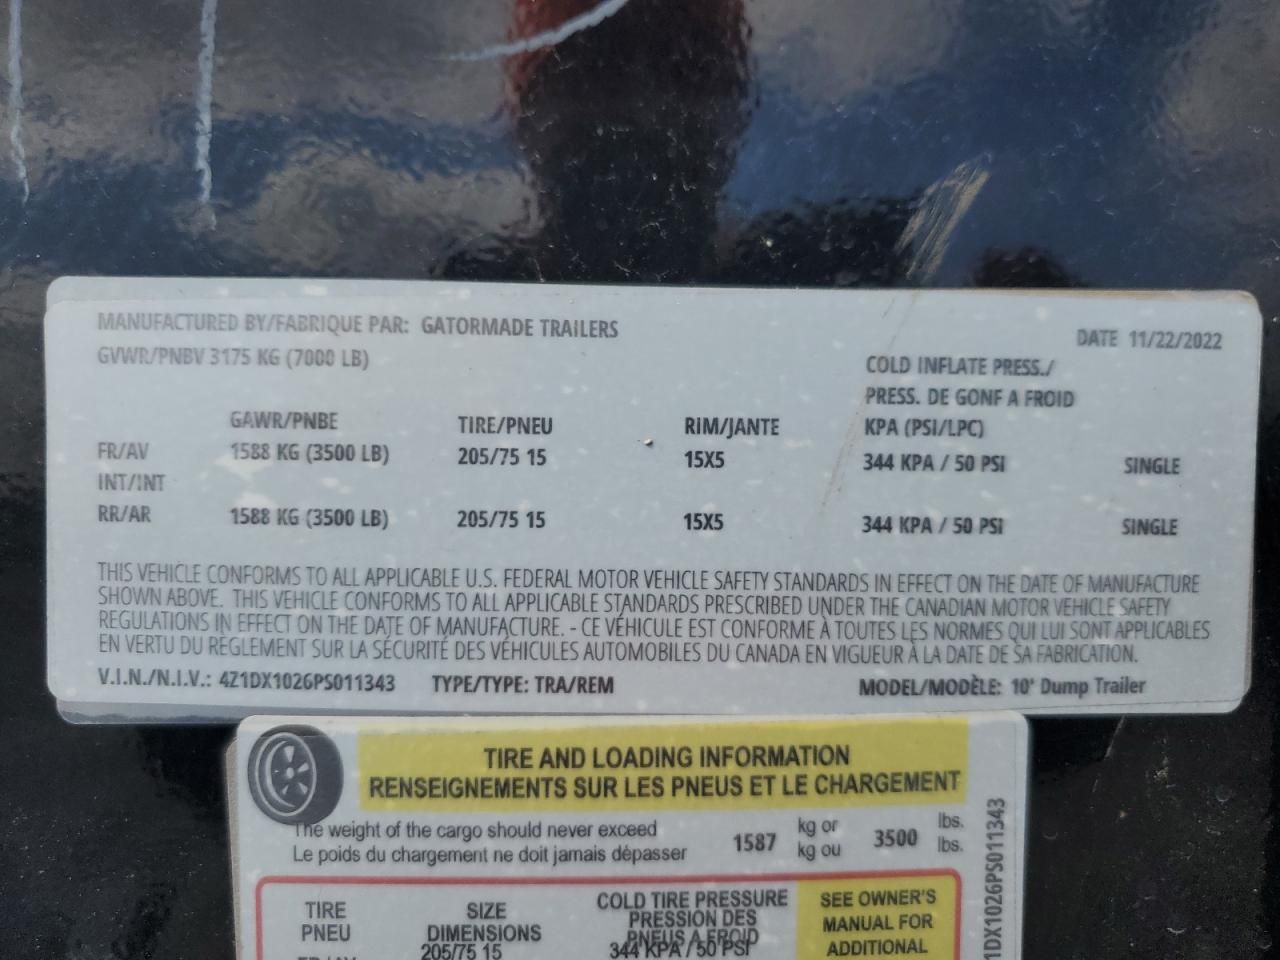 MANUFACTURED BY/FABRIQUE PAR: GATORMADE TRAILERS
DATE 11/22/2022
GVWR/PNBV 3175 KG (7000 LB)
COLD INFLATE PRESS./
PRESS. DE GONF A FROID
GAWR/PNBE TIRE/PNEU RIM/JANTE KPA (PSI/LPC)
FR/AV 1588 KG (3500 LB) 205/75 15 15X5 344 KPA / 50 PSI SINGLE
INT/INT
RR/AR 1588 KG (3500 LB) 205/75 15 15X5 344 KPA / 50 PSI SINGLE
THIS VEHICLE CONFORMS TO ALL APPLICABLE U.S. FEDERAL MOTOR VEHICLE SAFETY STANDARDS IN EFFECT ON THE DATE OF MANUFACTURE
SHOWN ABOVE. THIS VEHICLE CONFORMS TO ALL APPLICABLE STANDARDS PRESCRIBED UNDER THE CANADIAN MOTOR VEHICLE SAFETY
REGULATIONS IN EFFECT ON THE DATE OF MANUFACTURE. - CE VÉHICULE EST CONFORME À TOUTES LES NORMES QUI LUI SONT APPLICABLES
EN VERTU DU RÈGLEMENT SUR LA SÉCURITÉ DES VÉHICULES AUTOMOBILES DU CANADA EN VIGUEUR À LA DATE DE SA FABRICATION.
V.I.N./N.I.V.: 4Z1DX1026PS011343 TYPE/TYPE: TRA/REM MODEL/MODÈLE: 10' Dump Trailer
TIRE AND LOADING INFORMATION
RENSEIGNEMENTS SUR LES PNEUS ET LE CHARGEMENT
The weight of the cargo should never exceed
Le poids du chargement ne doit jamais dépasser
1587
kg or
kg ou
3500
lbs.
lbs.
TIRE
PNEU
SIZE
DIMENSIONS
205/75 15
COLD TIRE PRESSURE
PRESSION DES
PNEUS A FROID
344 KPA / 50 PSI
SEE OWNER'S
MANUAL FOR
ADDITIONAL
1DX1026PS011343